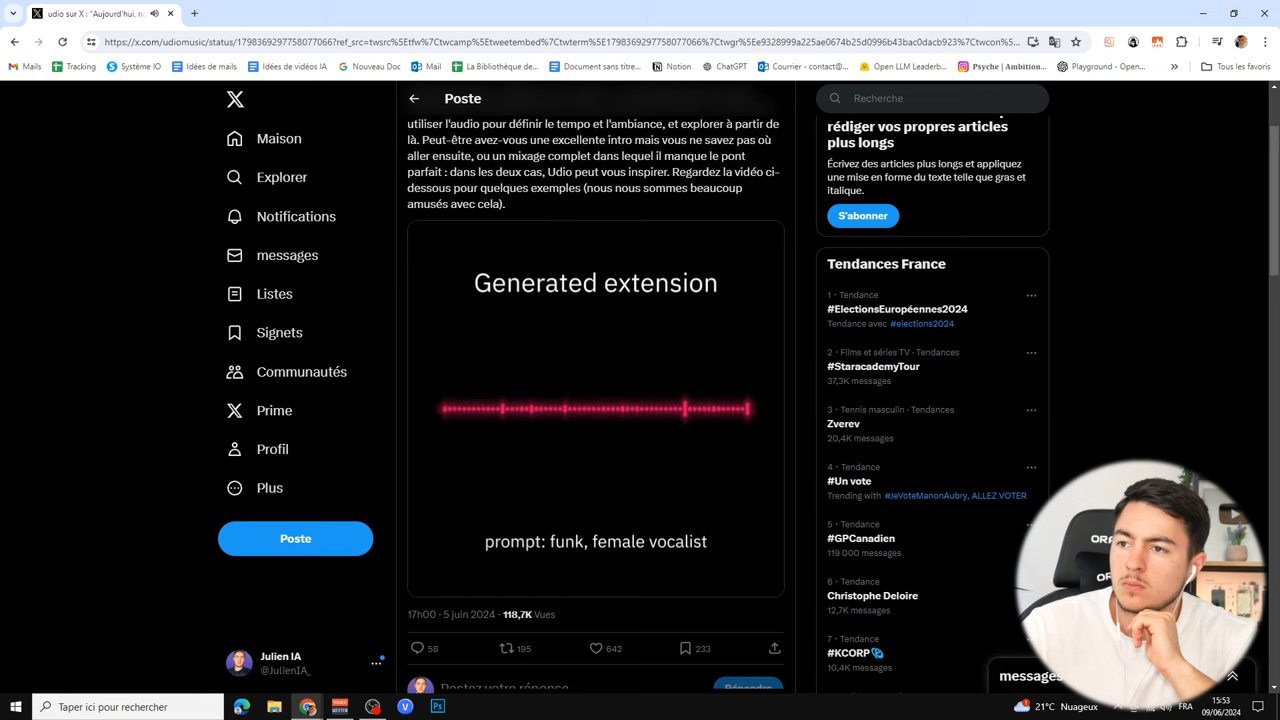 udio sur X : "Aujourd'hui, no
https://x.com/udiomusic/status/1798369297758077066?ref_src=twsrc%5Etfw%7Ctwcamp%5Etweetembed%7Ctwterm%5E1798369297758077066%7Ctwgr%5Ee9328999a225ae0674b25d0996b43bac0dacb923%7Ctwcon%5...
Mails
Tracking
Système IO
Idées de mails
Idées de vidéos IA
Nouveau Doc
Mail
La Bibliothèque de...
Document sans titre...
Notion
ChatGPT
Courrier – contact@...
Open LLM Leaderb...
Psyche | Ambition...
Playground - Open...
Tous les favoris
Maison
Explorer
Notifications
messages
Listes
Signets
Communautés
Prime
Profil
Plus
Poste
Julien IA
@JulienIA_
Poste
utiliser l'audio pour définir le tempo et l'ambiance, et explorer à partir de
là. Peut-être avez-vous une excellente intro mais vous ne savez pas où
aller ensuite, ou un mixage complet dans lequel il manque le pont
parfait : dans les deux cas, Udio peut vous inspirer. Regardez la vidéo ci-
dessous pour quelques exemples (nous nous sommes beaucoup
amusés avec cela).
Generated extension
prompt: funk, female vocalist
17h00 · 5 juin 2024 · 118,7K Vues
58 195 642 233
Postez votre réponse
Répondre
Recherche
rédiger vos propres articles
plus longs
Écrivez des articles plus longs et appliquez
une mise en forme du texte telle que gras et
italique.
S'abonner
Tendances France
1 · Tendance
#ElectionsEuropéennes2024
Tendance avec #elections2024
2 · Films et séries TV · Tendances
#StaracademyTour
37,3K messages
3 · Tennis masculin · Tendances
Zverev
20,4K messages
4 · Tendance
#Un vote
Trending with #JeVoteManonAubry, ALLEZ VOTER
5 · Tendance
#GPCanadien
119 000 messages
6 · Tendance
Christophe Deloire
12,7K messages
7 · Tendance
#KCORP
10,4K messages
messages
Taper ici pour rechercher
21°C Nuageux
FRA
15:53
09/06/2024